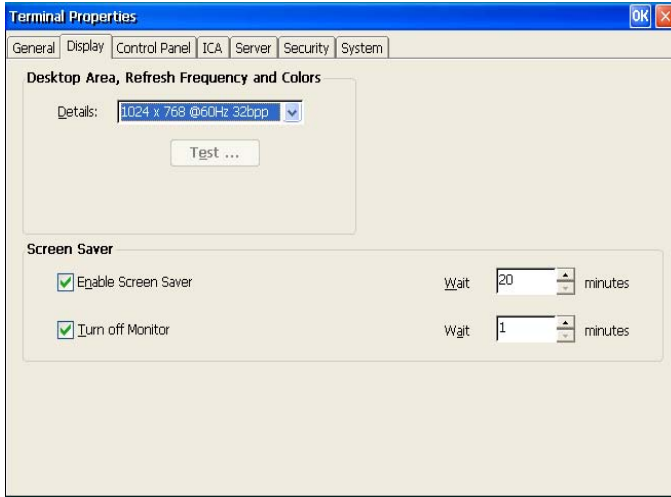 Terminal Properties OK
General Display Control Panel ICA Server Security System
Desktop Area, Refresh Frequency and Colors
Details: 1024 x 768 @60Hz 32bpp
Test ...
Screen Saver
Enable Screen Saver Wait 20 minutes
Turn off Monitor Wait 1 minutes